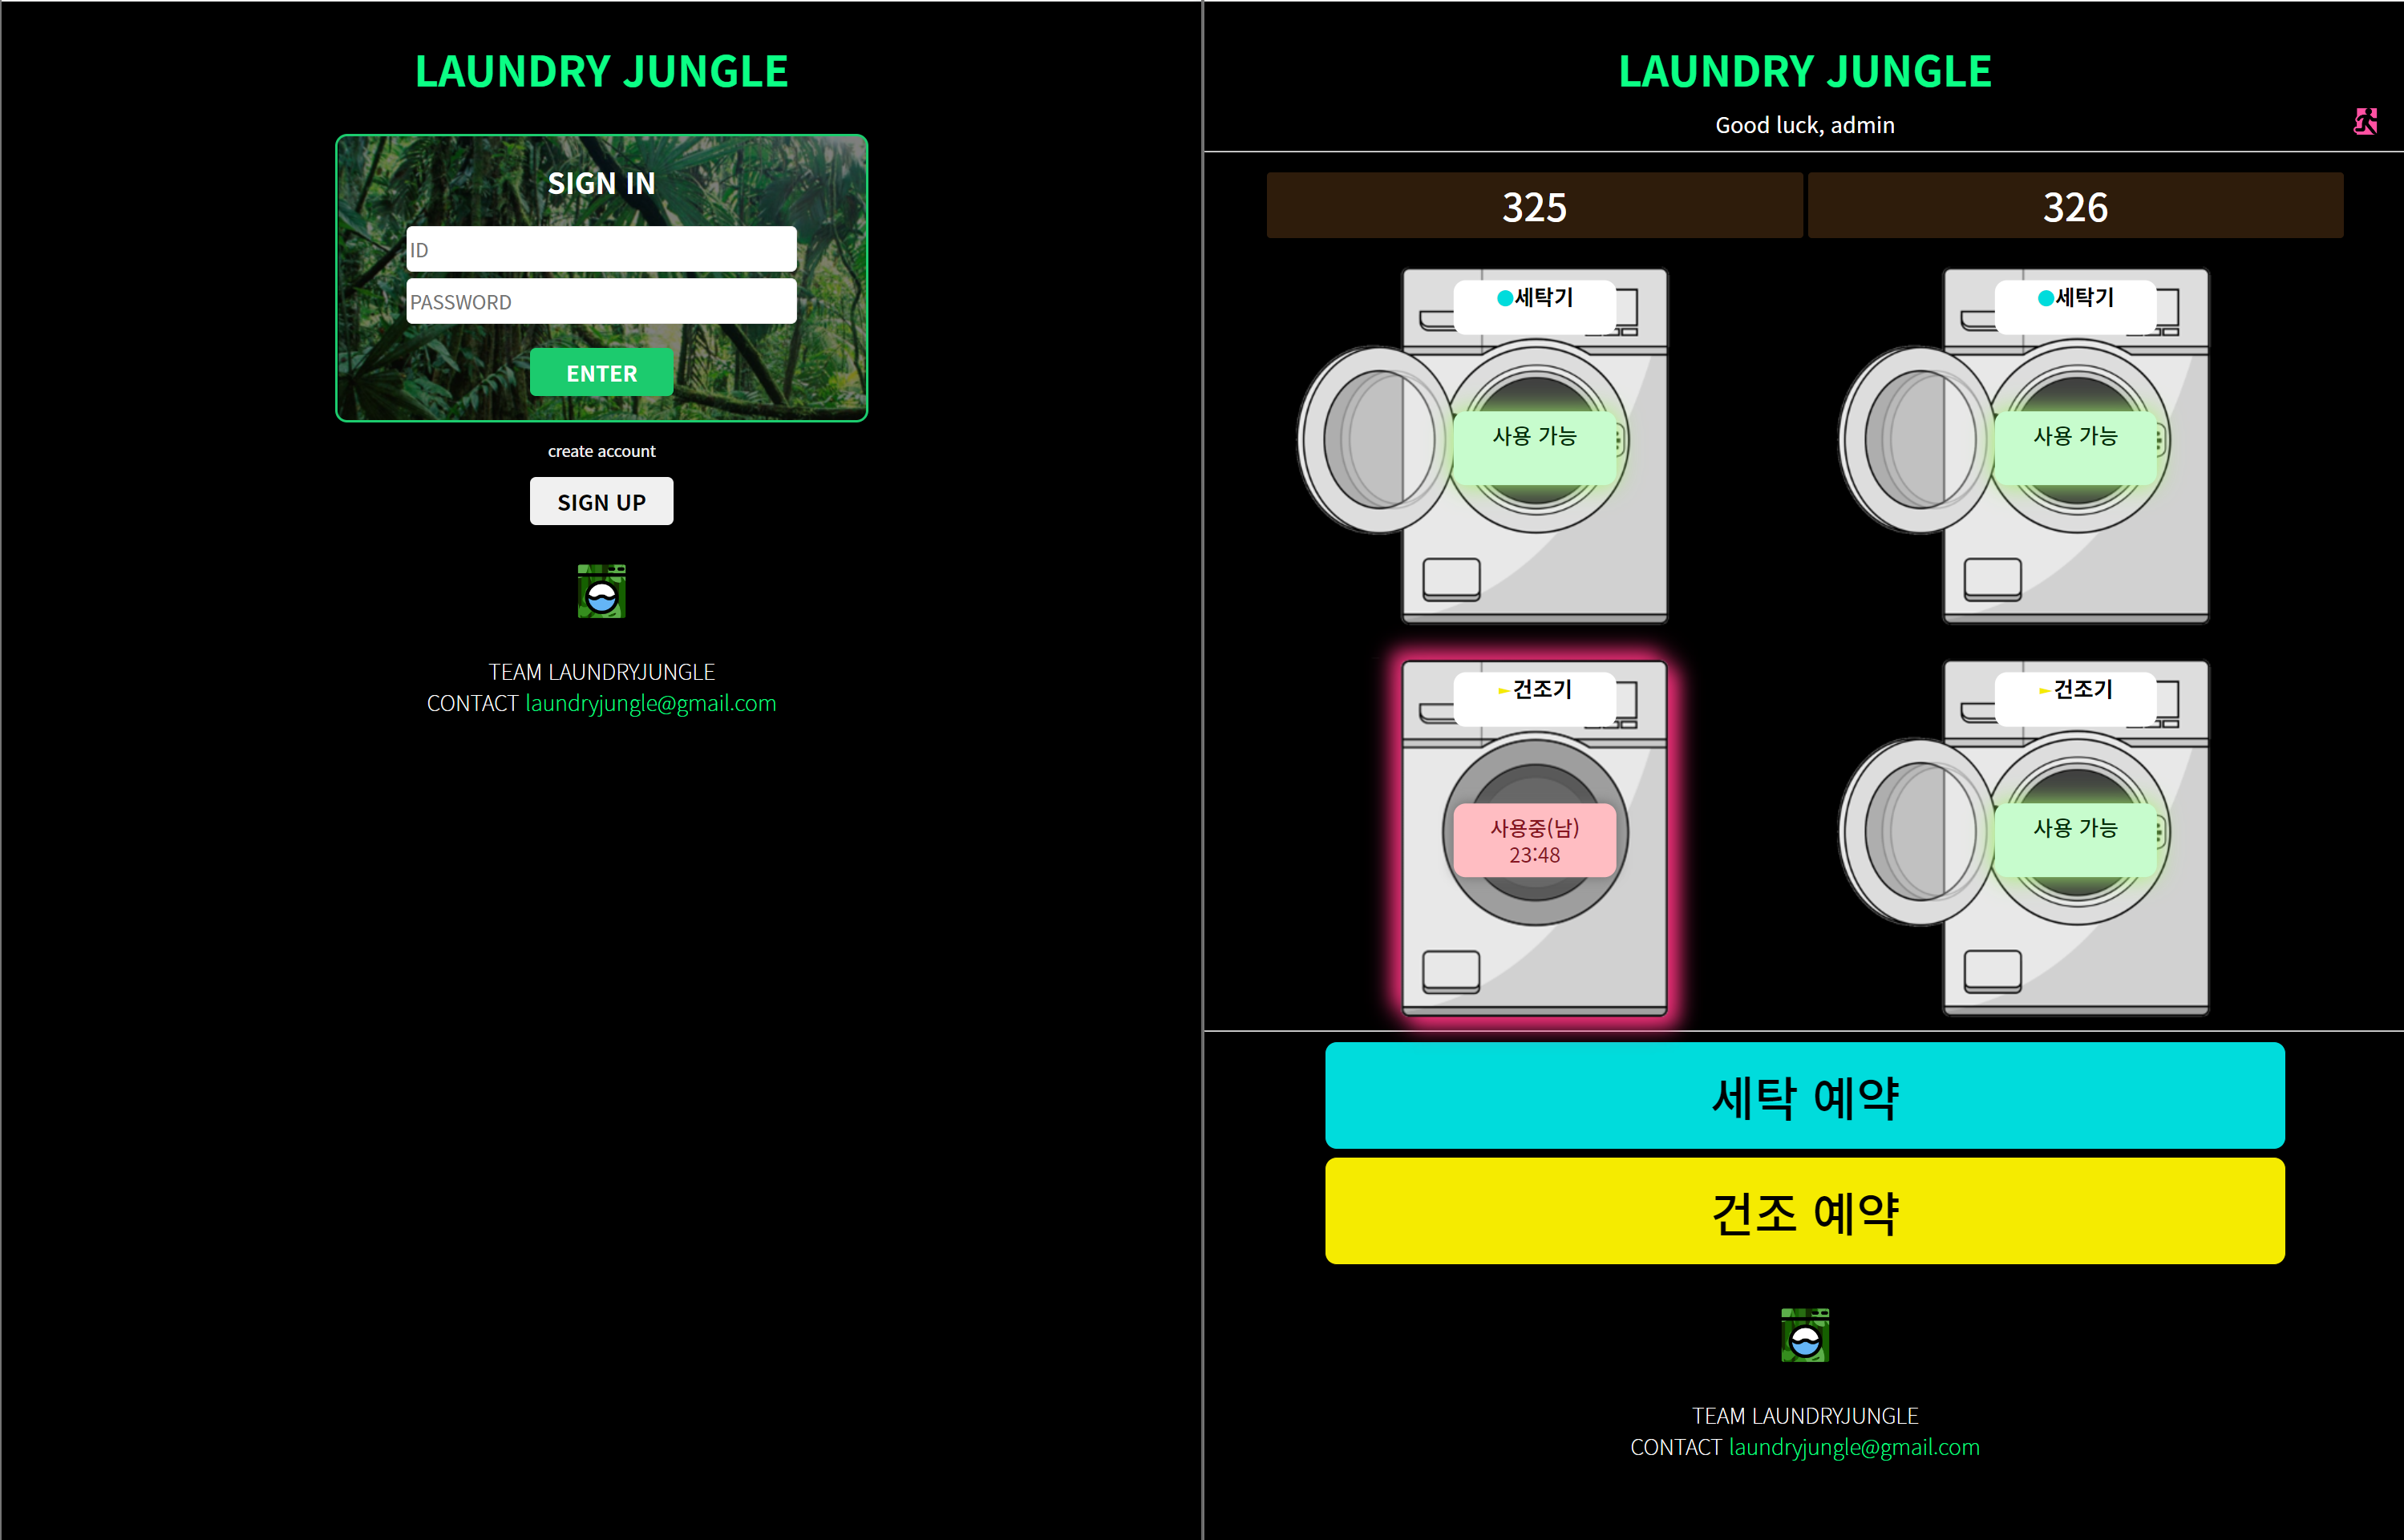 LAUNDRY JUNGLE
SIGN IN
ID
PASSWORD
ENTER
create account
SIGN UP
TEAM LAUNDRYJUNGLE
CONTACT laundryjungle@gmail.com
LAUNDRY JUNGLE
Good luck, admin
325
326
세탁기
세탁기
사용 가능
사용 가능
건조기
건조기
사용중(남)
23:48
사용 가능
세탁 예약
건조 예약
TEAM LAUNDRYJUNGLE
CONTACT laundryjungle@gmail.com